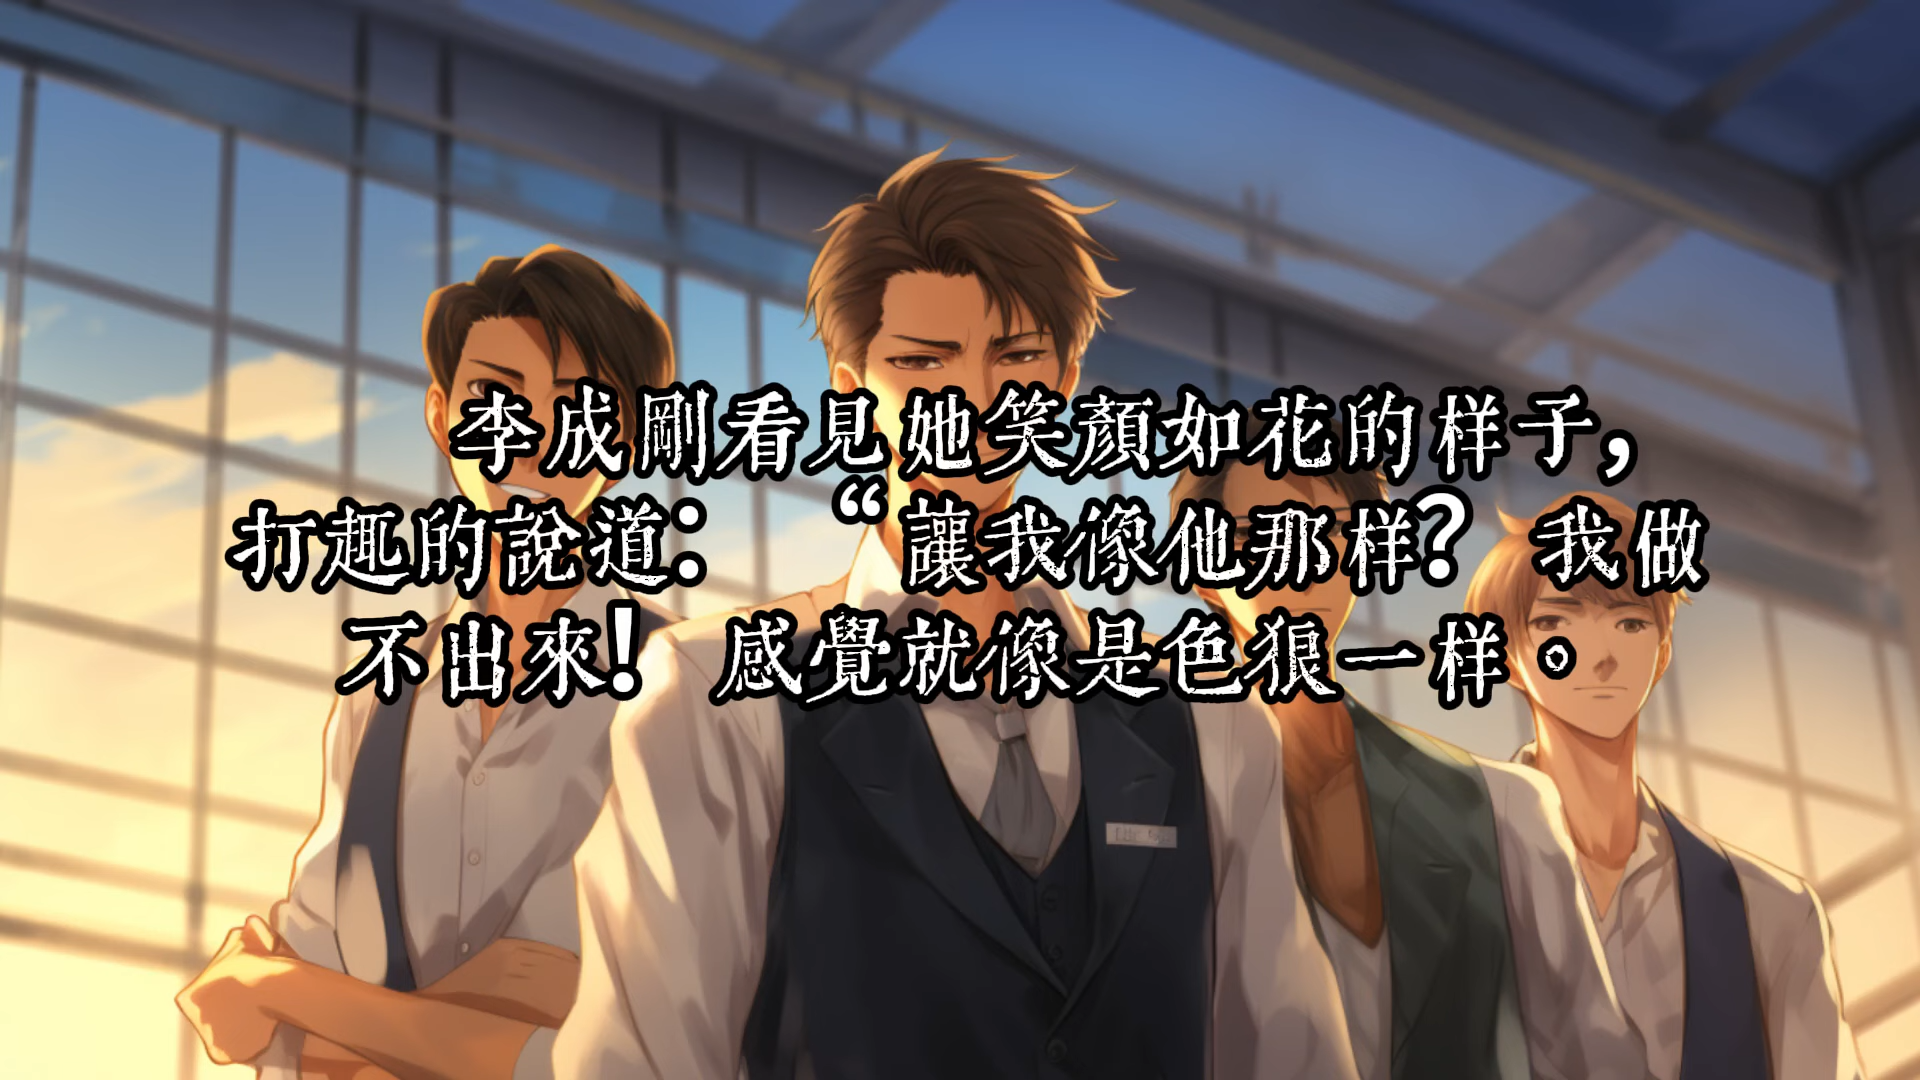 李成剛看見她笑顏如花的样子,
打趣的說道: “讓我像他那样? 我做
不出來! 感覺就像是色狼一样。